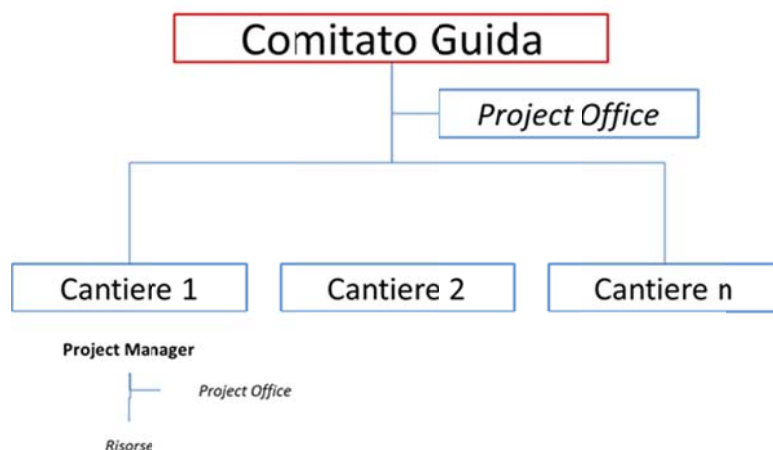 Comitato Guida
Project Office
Cantiere 1
Cantiere 2
Cantiere n
Project Manager
Project Office
Risorse